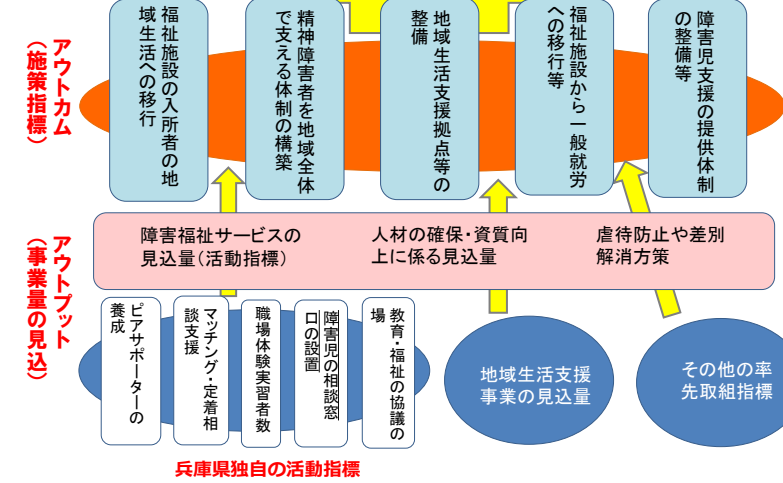 アウトカム
（施策指標）
福祉施設の入所者の地
域生活への移行
精神障害者を地域全体
で支える体制の構築
地域生活支援拠点等の
整備
福祉施設から一般就労
への移行等
障害児支援の提供体制
の整備等
アウトプット
（事業量の見込）
障害福祉サービスの
見込量（活動指標）
人材の確保・資質向
上に係る見込量
虐待防止や差別
解消方策
ピアサポーターの
養成
マッチング・定着相
談支援
職場体験実習者数
障害児の相談窓
口の設置
教育・福祉の協議の
場
地域生活支援
事業の見込量
その他の率
先取組指標
兵庫県独自の活動指標